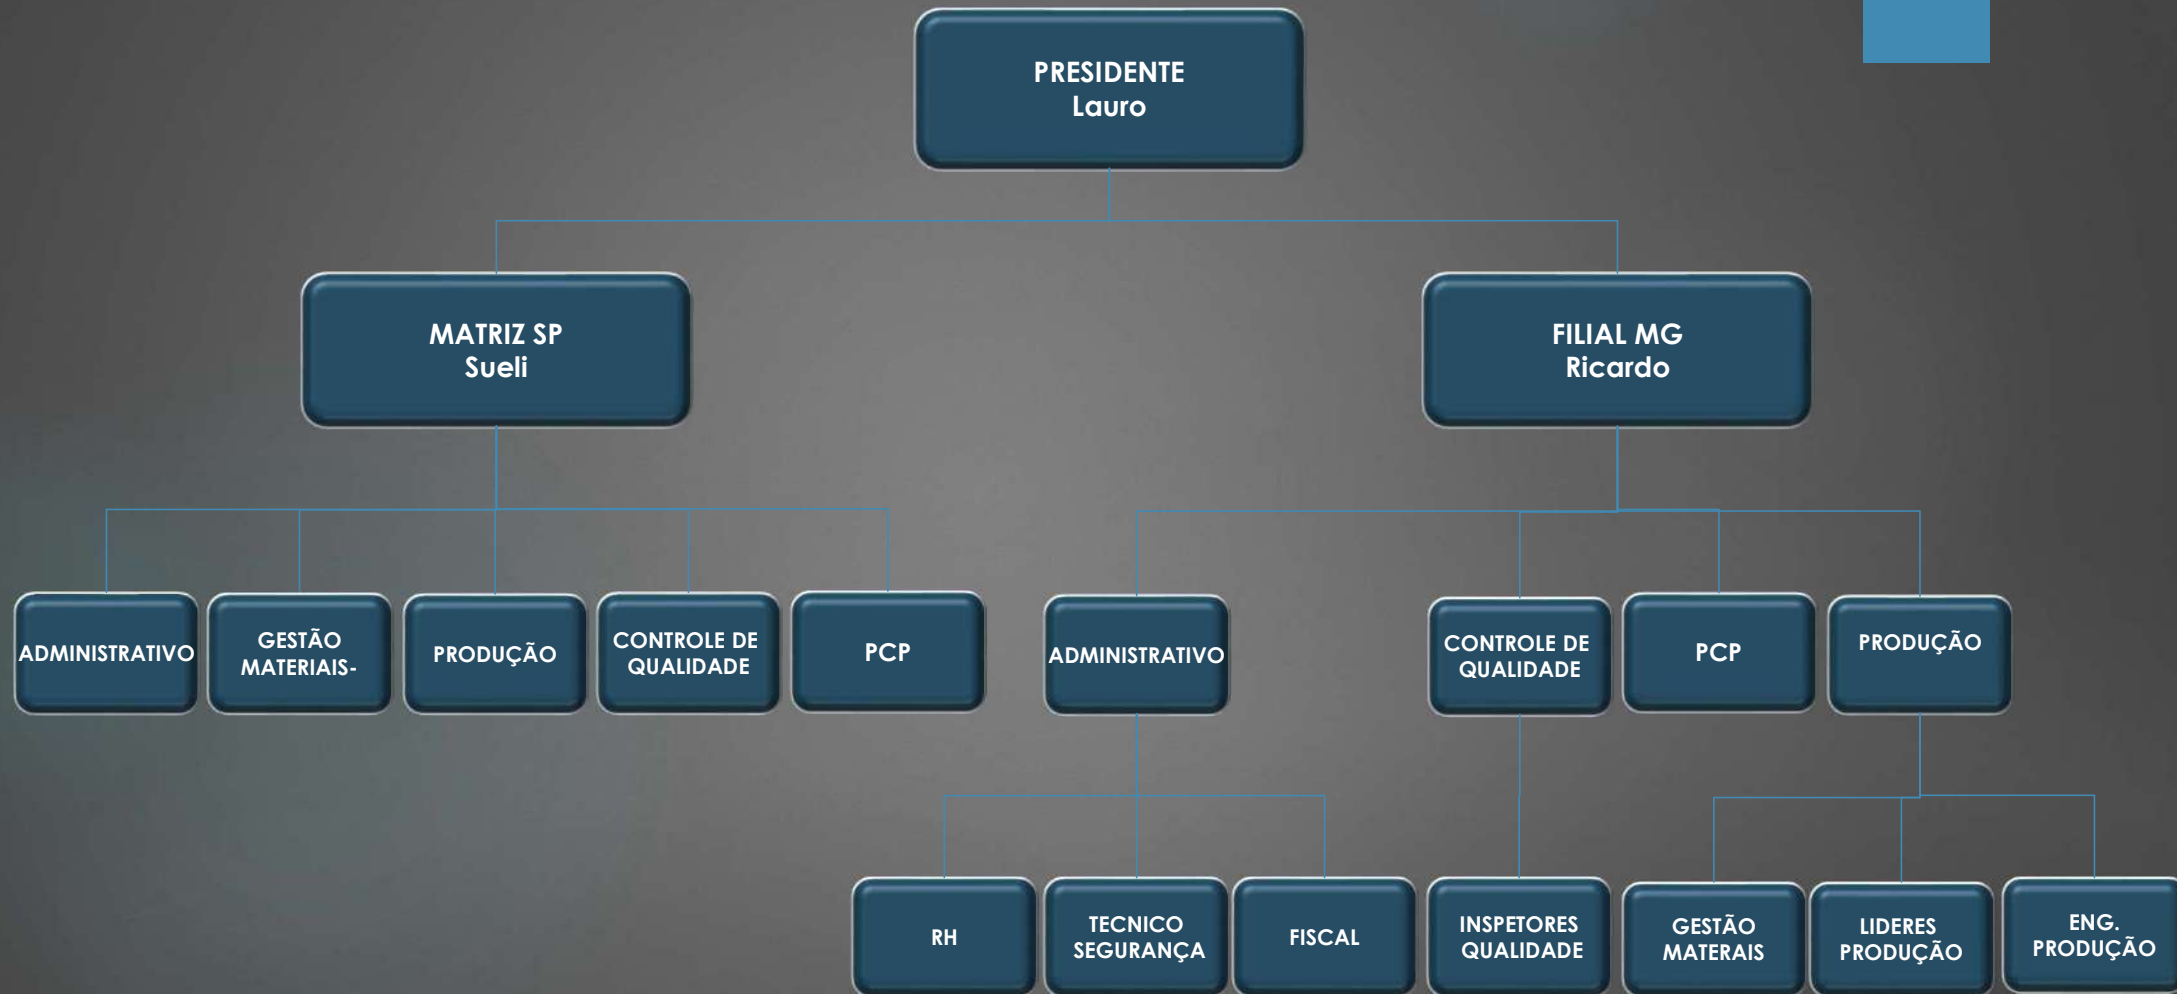 PRESIDENTE
Lauro
MATRIZ SP
Sueli
FILIAL MG
Ricardo
ADMINISTRATIVO
GESTÃO
MATERIAIS-
PRODUÇÃO
CONTROLE DE
QUALIDADE
PCP
ADMINISTRATIVO
CONTROLE DE
QUALIDADE
PCP
PRODUÇÃO
RH
TECNICO
SEGURANÇA
FISCAL
INSPETORES
QUALIDADE
GESTÃO
MATERAIS
LIDERES
PRODUÇÃO
ENG.
PRODUÇÃO